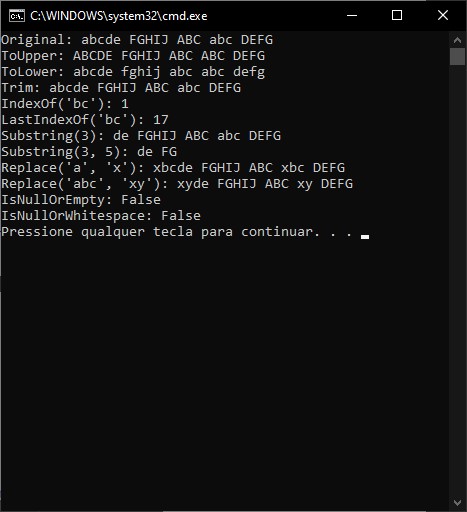 C:\WINDOWS\system32\cmd.exe
Original: abcde FGHIJ ABC abc DEFG
ToUpper: ABCDE FGHIJ ABC ABC DEFG
ToLower: abcde fghij abc abc defg
Trim: abcde FGHIJ ABC abc DEFG
IndexOf('bc'): 1
LastIndexOf('bc'): 17
Substring(3): de FGHIJ ABC abc DEFG
Substring(3, 5): de FG
Replace('a', 'x'): xbcde FGHIJ ABC xbc DEFG
Replace('abc', 'xy'): xyde FGHIJ ABC xy DEFG
IsNullOrEmpty: False
IsNullOrWhitespace: False
Pressione qualquer tecla para continuar. . .